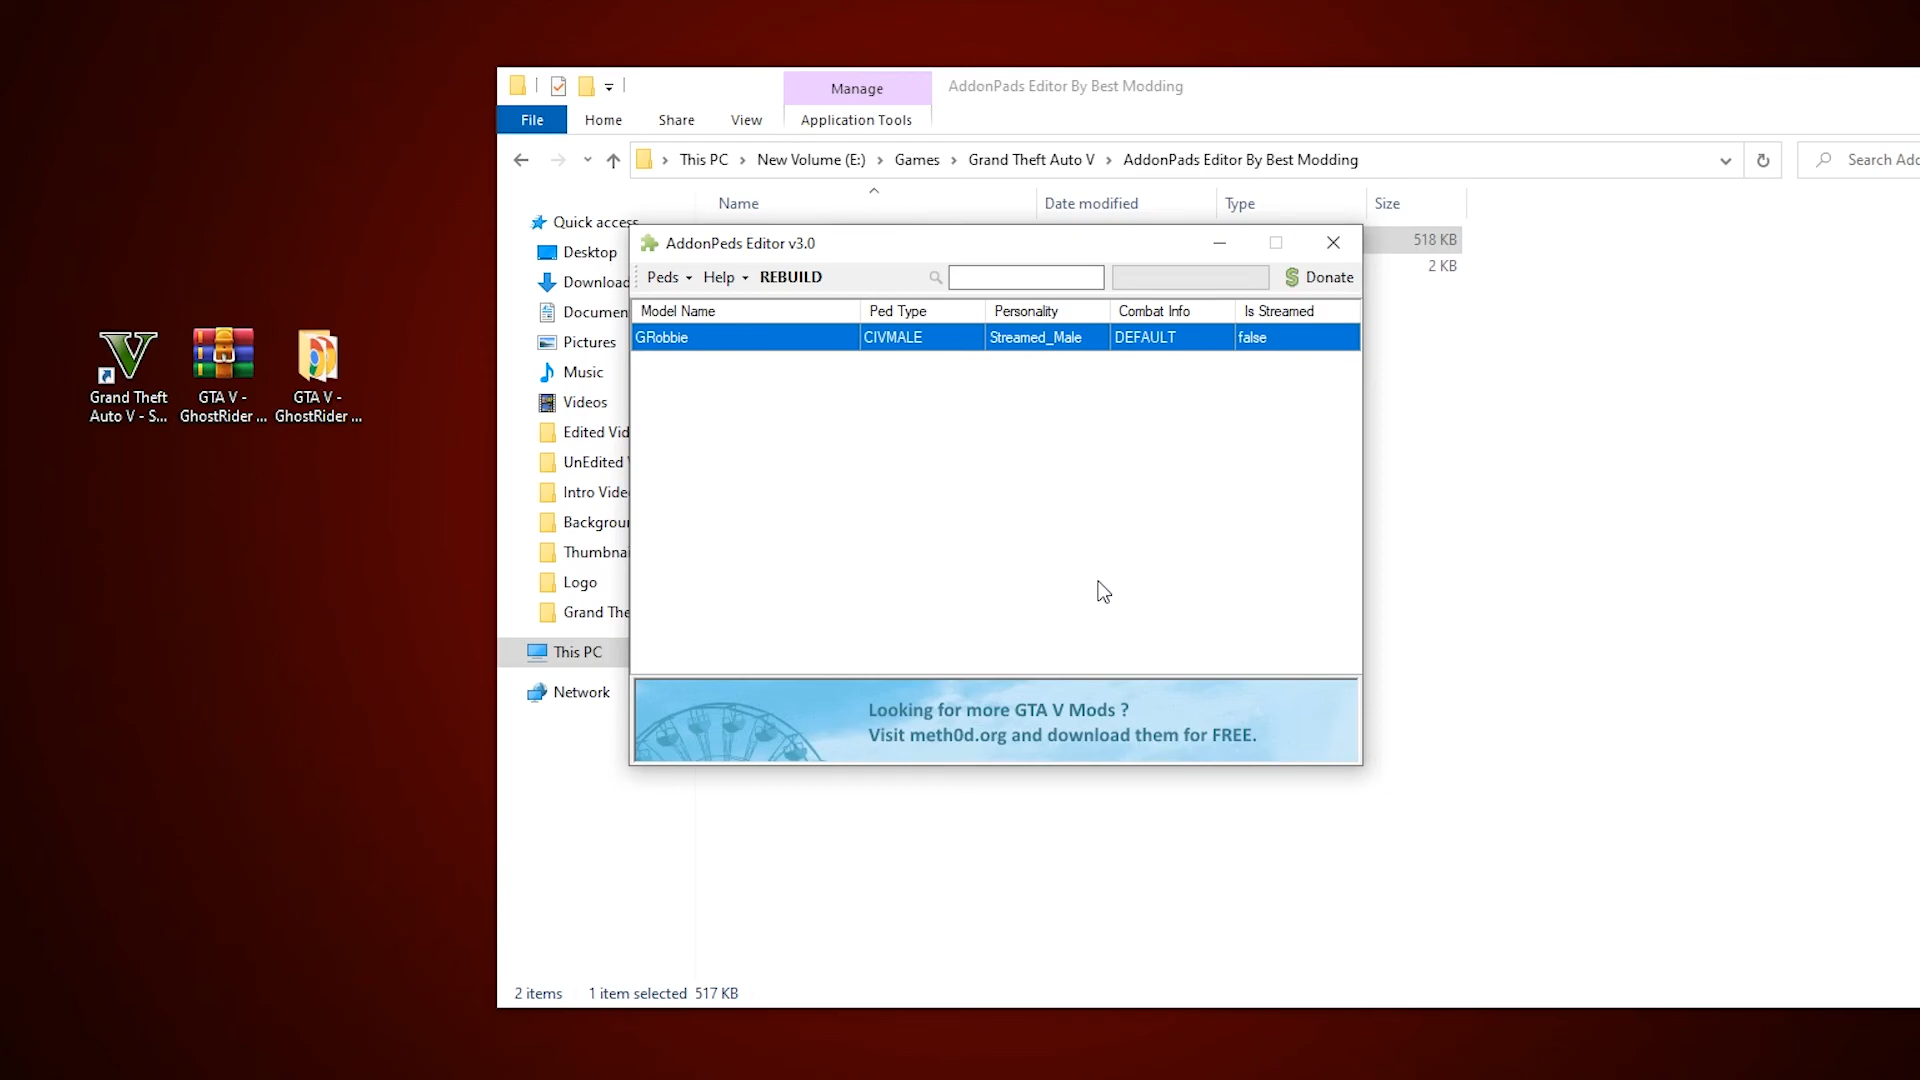 Manage
AddonPads Editor By Best Modding
File
Home
Share
View
Application Tools
This PC
New Volume (E:)
Games
Grand Theft Auto V
AddonPads Editor By Best Modding
Search
Name
Date modified
Type
Size
518 KB
2 KB
Quick access
Desktop
Download
Documen
Pictures
Music
Videos
Edited Vid
UnEdited
Intro Vide
Backgrou
Thumbna
Logo
Grand The
This PC
Network
AddonPeds Editor v3.0
Peds
Help
REBUILD
Donate
Model Name
Ped Type
Personality
Combat Info
Is Streamed
GRobbie
CIVMALE
Streamed_Male
DEFAULT
false
Looking for more GTA V Mods ?
Visit meth0d.org and download them for FREE.
Grand Theft
Auto V - S...
GTA V -
GhostRider ...
GTA V -
GhostRider ...
2 items
1 item selected 517 KB